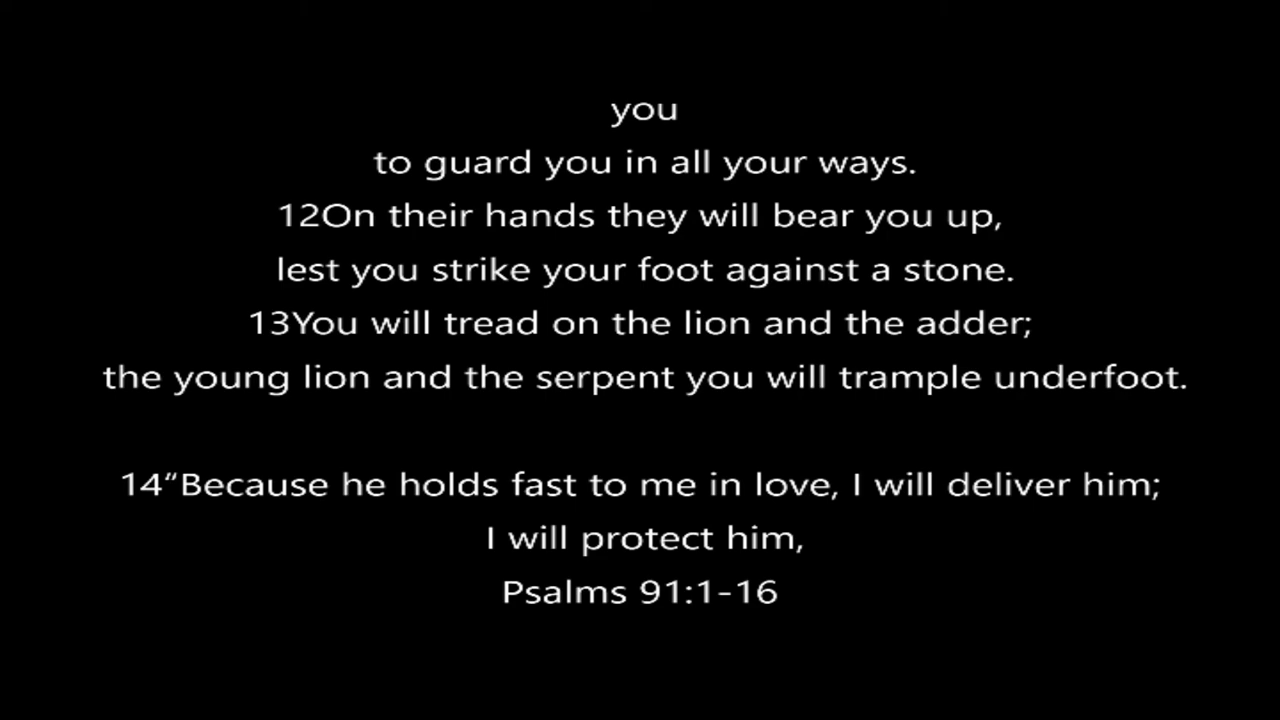 you
to guard you in all your ways.
12On their hands they will bear you up,
lest you strike your foot against a stone.
13You will tread on the lion and the adder;
the young lion and the serpent you will trample underfoot.
14“Because he holds fast to me in love, I will deliver him;
I will protect him,
Psalms 91:1-16